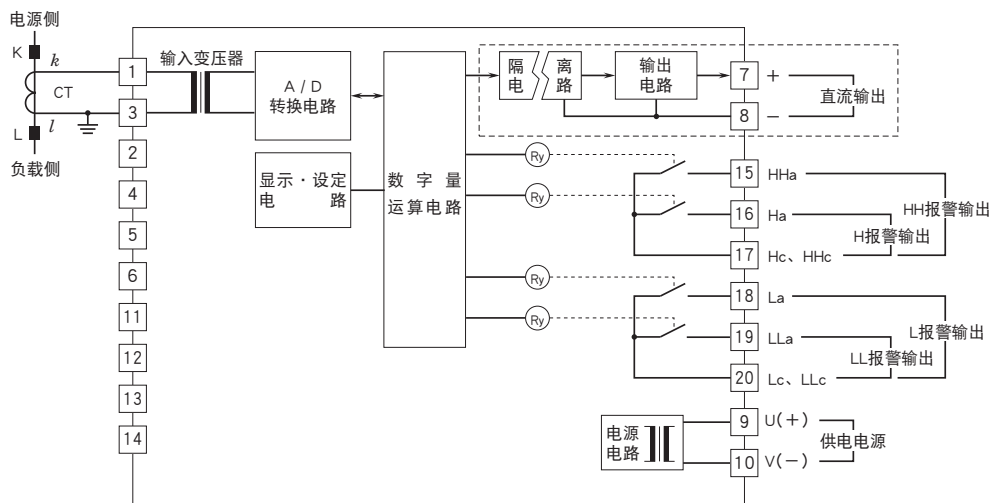 电源侧
K
k
CT
L
l
负载侧
1
3
2
4
5
6
11
12
13
14
输入变压器
A / D
转换电路
显示·设定
电 路
数 字 量
运算电路
隔 离
电 路
输出
电路
Ry
Ry
Ry
Ry
7 +
8 −
直流输出
15 HHa
16 Ha
17 Hc、HHc
HH报警输出
H报警输出
18 La
19 LLa
20 Lc、LLc
L报警输出
LL报警输出
电源
电路
9 U(+)
10 V(−)
供电电源